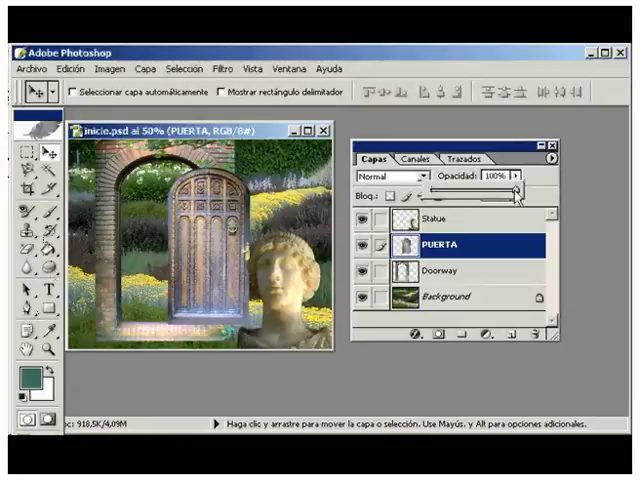 Adobe Photoshop
Archivo Edición Imagen Capa Selección Filtro Vista Ventana Ayuda
Seleccionar capa automáticamente Mostrar rectángulo delimitador
inicio.psd al 50% (PUERTA, RGB/8#)
Capas Canales Trazados
Normal Opacidad: 100%
Bloq.:
Statue
PUERTA
Doorway
Background
oc: 918,5K/4,09M Haga clic y arrastre para mover la capa o selección. Use Mayús. y Alt para opciones adicionales.